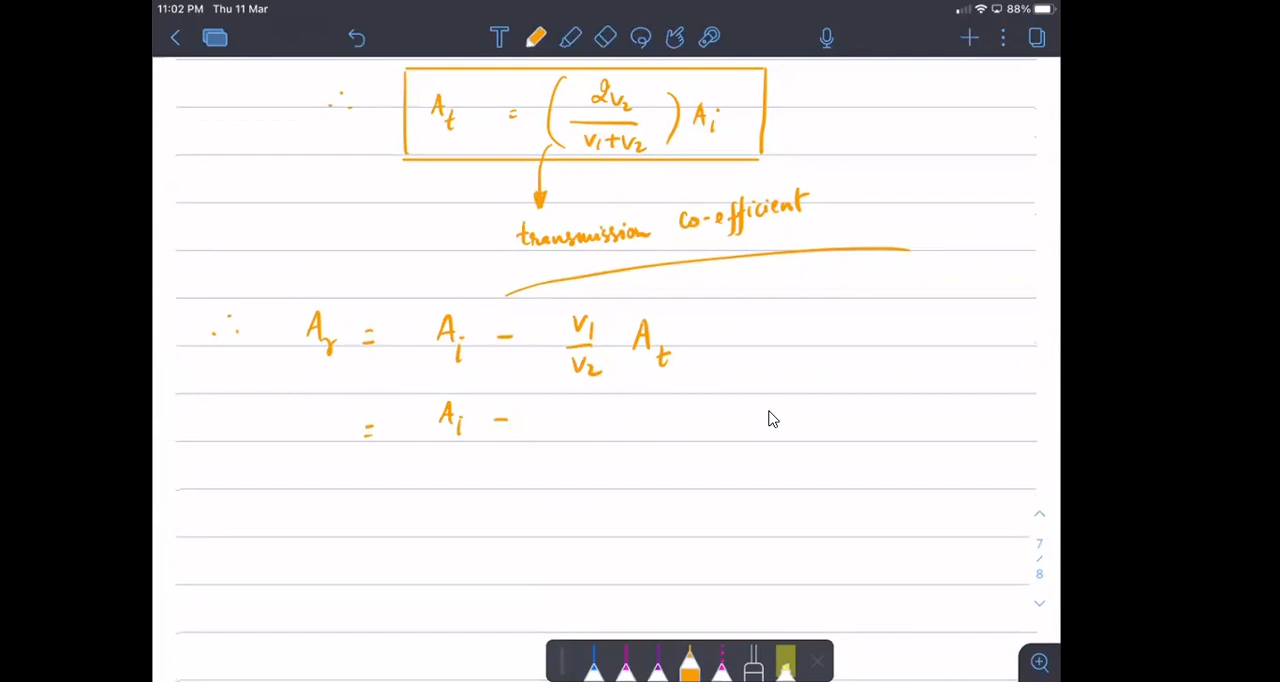 11:02 PM Thu 11 Mar 88%
T
∴ A_t = (2v₂ / v₁+v₂) A_i
transmission co-efficient
∴ A_r = A_i - v₁/v₂ A_t
= A_i -
7
/
8